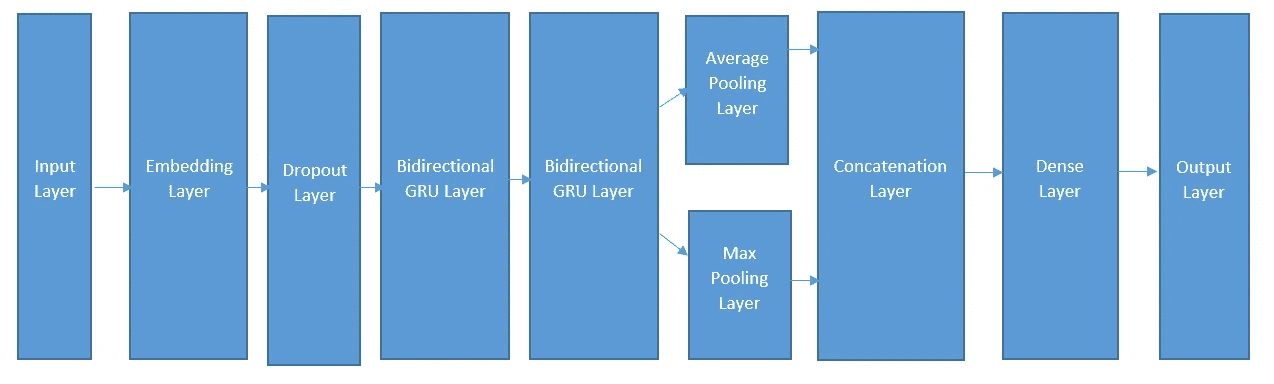 Input
Layer
Embedding
Layer
Dropout
Layer
Bidirectional
GRU Layer
Bidirectional
GRU Layer
Average
Pooling
Layer
Max
Pooling
Layer
Concatenation
Layer
Dense
Layer
Output
Layer